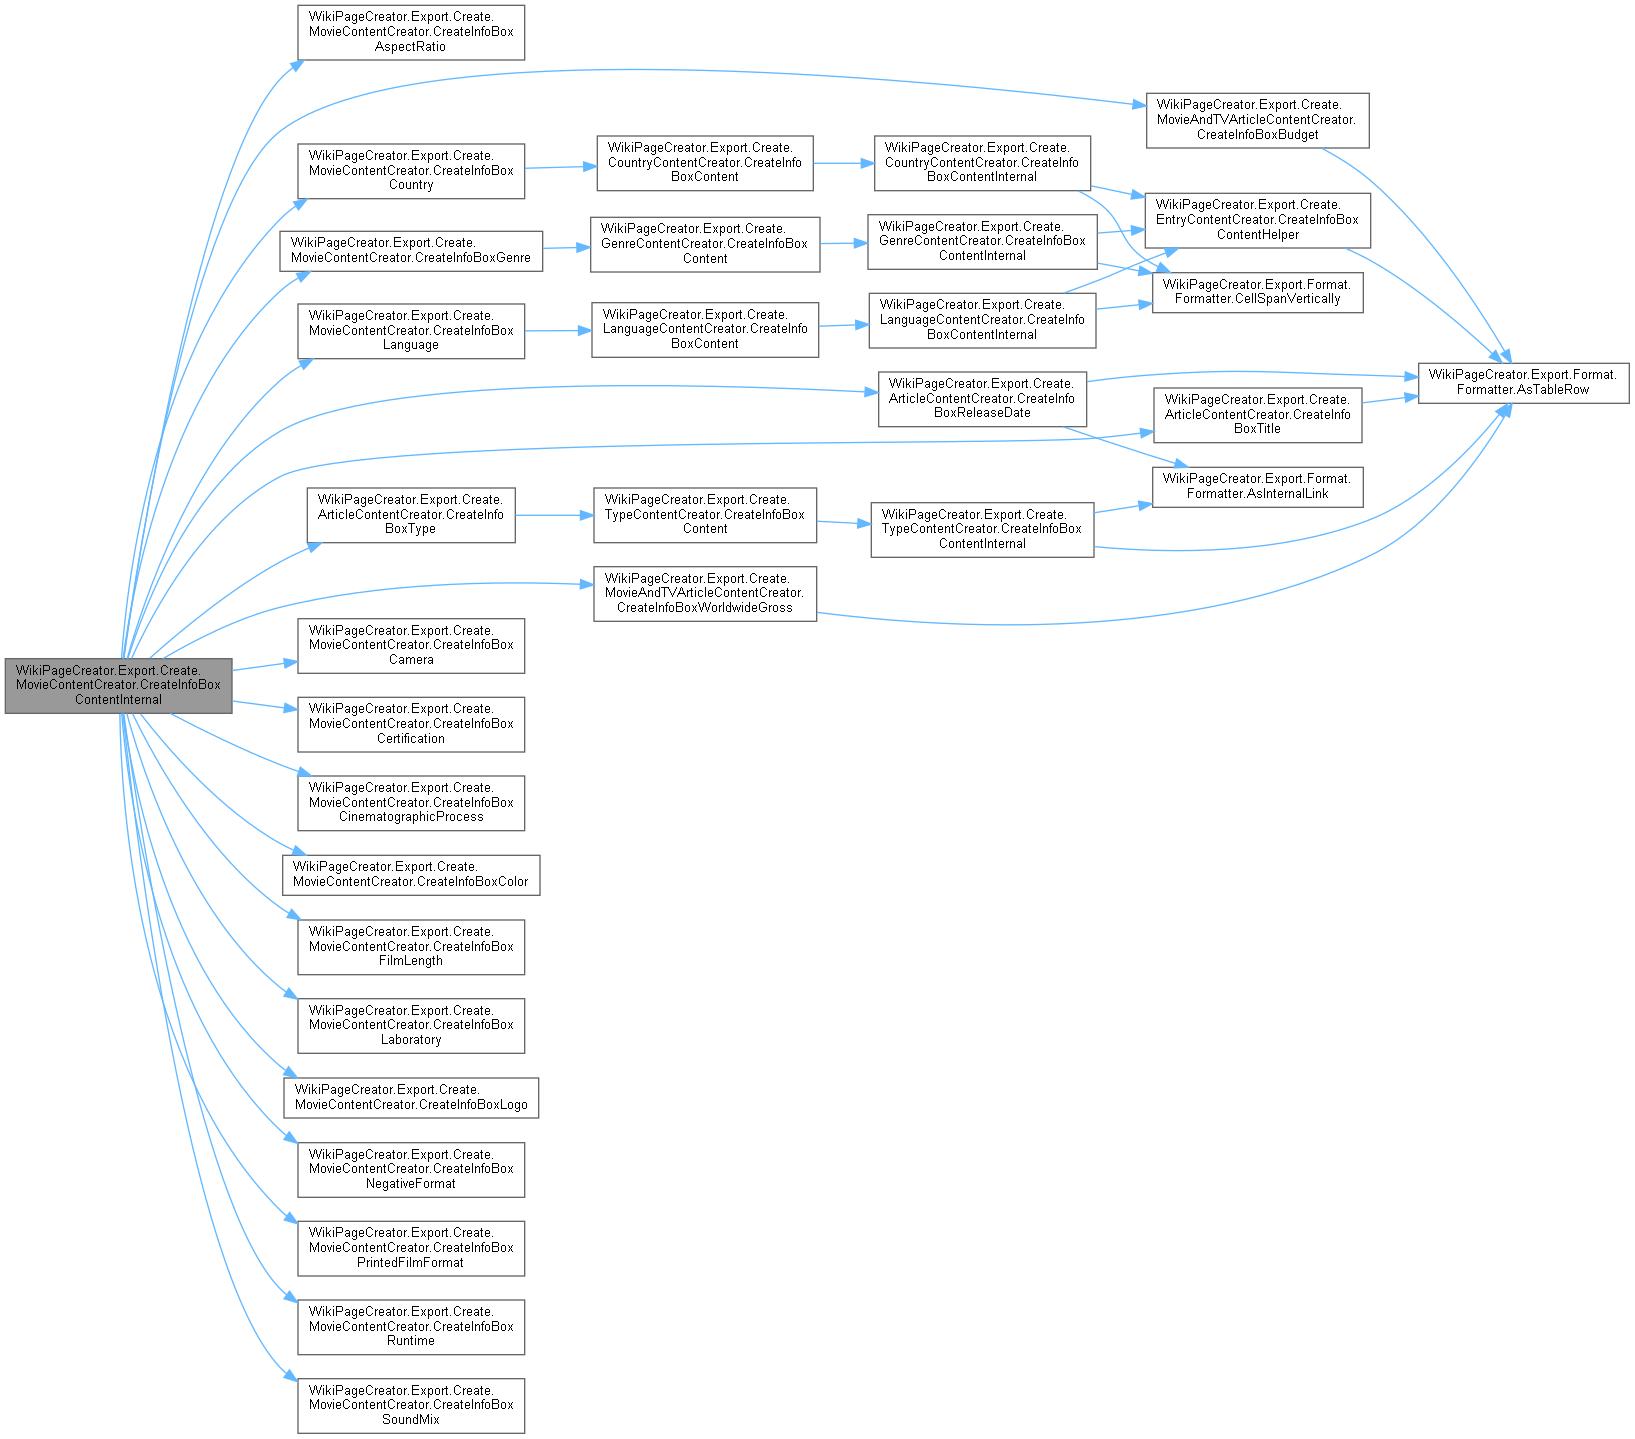 WikiPageCreator.Export.Create.
MovieContentCreator.CreateInfoBox
ContentInternal
WikiPageCreator.Export.Create.
MovieContentCreator.CreateInfoBox
AspectRatio
WikiPageCreator.Export.Create.
MovieAndTVArticleContentCreator.
CreateInfoBoxBudget
WikiPageCreator.Export.Create.
MovieContentCreator.CreateInfoBox
Country
WikiPageCreator.Export.Create.
CountryContentCreator.CreateInfo
BoxContent
WikiPageCreator.Export.Create.
CountryContentCreator.CreateInfo
BoxContentInternal
WikiPageCreator.Export.Create.
EntryContentCreator.CreateInfoBox
ContentHelper
WikiPageCreator.Export.Create.
MovieContentCreator.CreateInfoBoxGenre
WikiPageCreator.Export.Create.
GenreContentCreator.CreateInfoBox
Content
WikiPageCreator.Export.Create.
GenreContentCreator.CreateInfoBox
ContentInternal
WikiPageCreator.Export.Format.
Formatter.CellSpanVertically
WikiPageCreator.Export.Create.
MovieContentCreator.CreateInfoBox
Language
WikiPageCreator.Export.Create.
LanguageContentCreator.CreateInfo
BoxContent
WikiPageCreator.Export.Create.
LanguageContentCreator.CreateInfo
BoxContentInternal
WikiPageCreator.Export.Create.
ArticleContentCreator.CreateInfo
BoxReleaseDate
WikiPageCreator.Export.Format.
Formatter.AsTableRow
WikiPageCreator.Export.Create.
ArticleContentCreator.CreateInfo
BoxTitle
WikiPageCreator.Export.Format.
Formatter.AsInternalLink
WikiPageCreator.Export.Create.
ArticleContentCreator.CreateInfo
BoxType
WikiPageCreator.Export.Create.
TypeContentCreator.CreateInfoBox
Content
WikiPageCreator.Export.Create.
TypeContentCreator.CreateInfoBox
ContentInternal
WikiPageCreator.Export.Create.
MovieAndTVArticleContentCreator.
CreateInfoBoxWorldwideGross
WikiPageCreator.Export.Create.
MovieContentCreator.CreateInfoBox
Camera
WikiPageCreator.Export.Create.
MovieContentCreator.CreateInfoBox
Certification
WikiPageCreator.Export.Create.
MovieContentCreator.CreateInfoBox
CinematographicProcess
WikiPageCreator.Export.Create.
MovieContentCreator.CreateInfoBoxColor
WikiPageCreator.Export.Create.
MovieContentCreator.CreateInfoBox
FilmLength
WikiPageCreator.Export.Create.
MovieContentCreator.CreateInfoBox
Laboratory
WikiPageCreator.Export.Create.
MovieContentCreator.CreateInfoBoxLogo
WikiPageCreator.Export.Create.
MovieContentCreator.CreateInfoBox
NegativeFormat
WikiPageCreator.Export.Create.
MovieContentCreator.CreateInfoBox
PrintedFilmFormat
WikiPageCreator.Export.Create.
MovieContentCreator.CreateInfoBox
Runtime
WikiPageCreator.Export.Create.
MovieContentCreator.CreateInfoBox
SoundMix